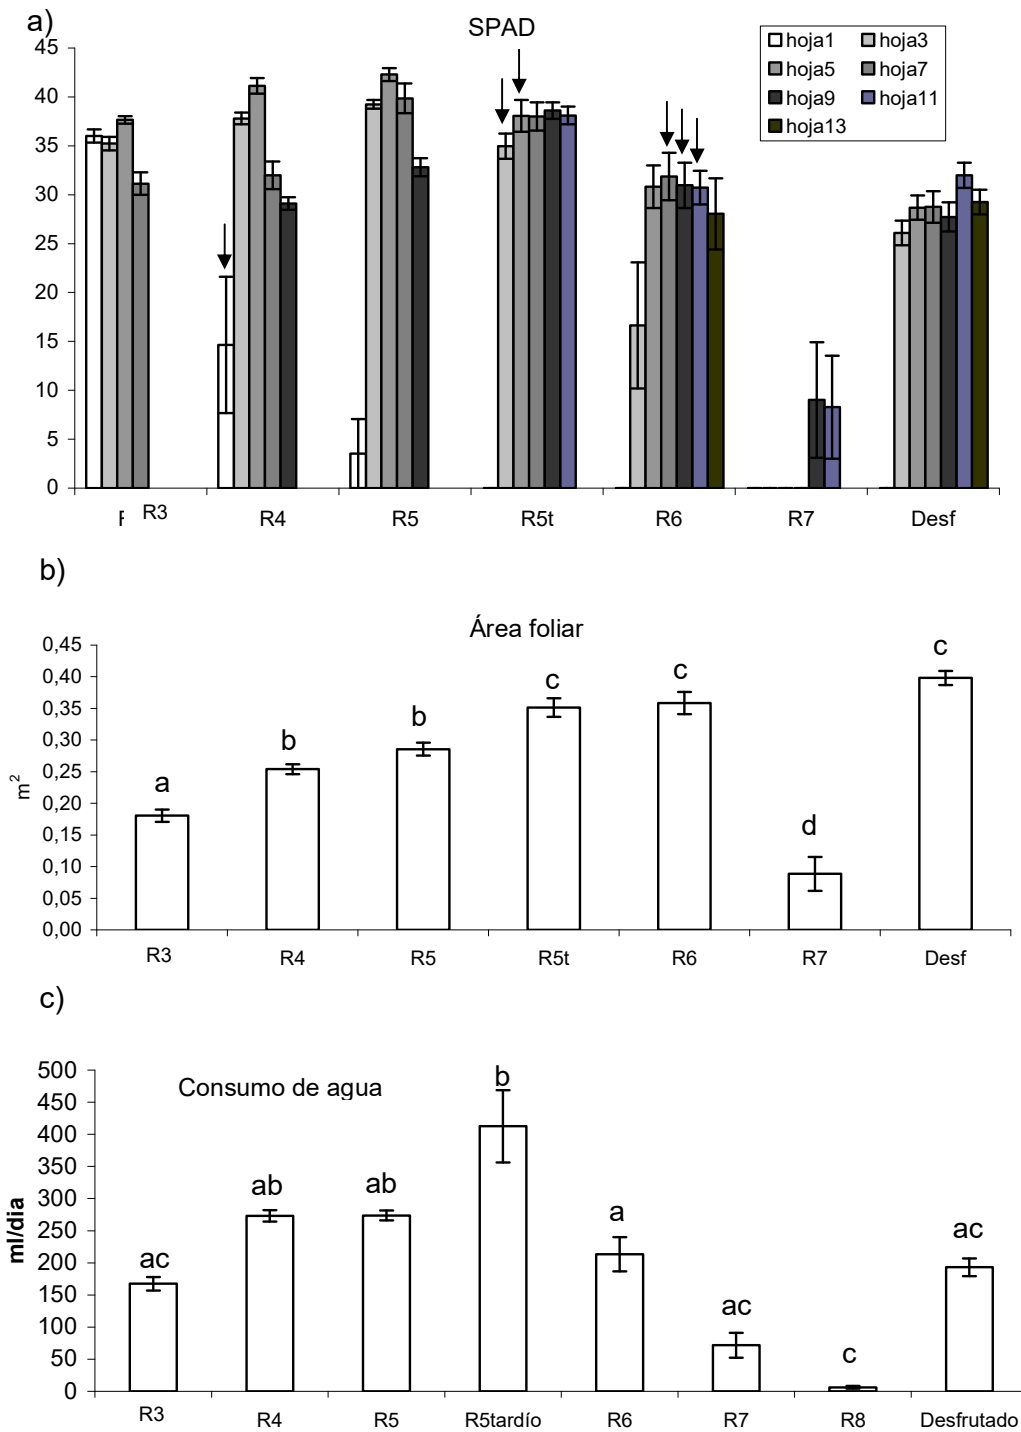 a)
SPAD
hoja1 hoja3
hoja5 hoja7
hoja9 hoja11
hoja13
45
40
35
30
25
20
15
10
5
0
R3 R4 R5 R5t R6 R7 Desf
b)
Área foliar
0,45
0,40
0,35
0,30
0,25
0,20
0,15
0,10
0,05
0,00
m²
a b b c c d c
R3 R4 R5 R5t R6 R7 Desf
c)
Consumo de agua
500
450
400
350
300
250
200
150
100
50
0
ml/dia
ac ab ab b a ac c ac
R3 R4 R5 R5tardío R6 R7 R8 Desfrutado